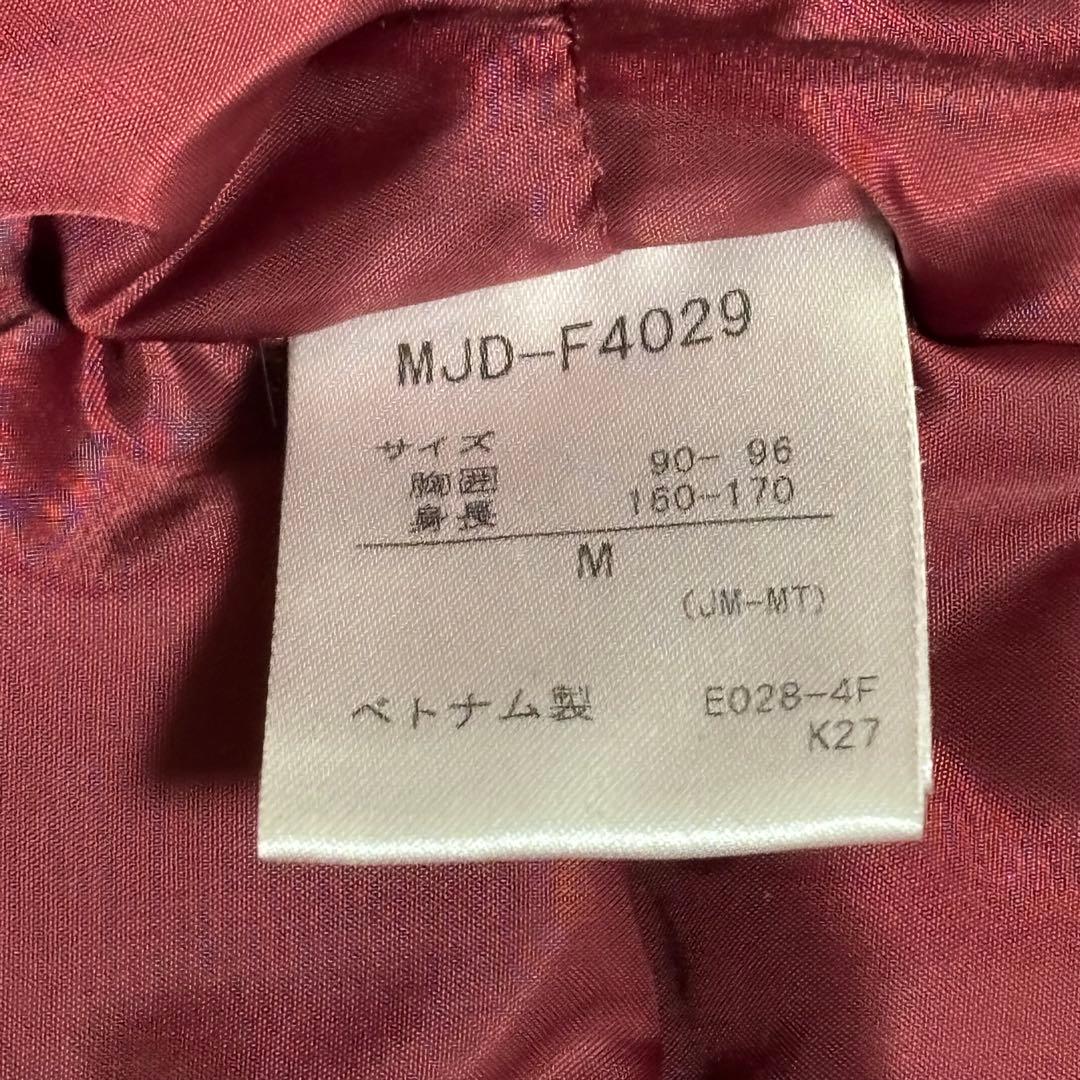 MJD-F4029
サイズ
胸囲 90- 96
身長 160-170
M
(JM-MT)
ベトナム製 E028-4F
K27